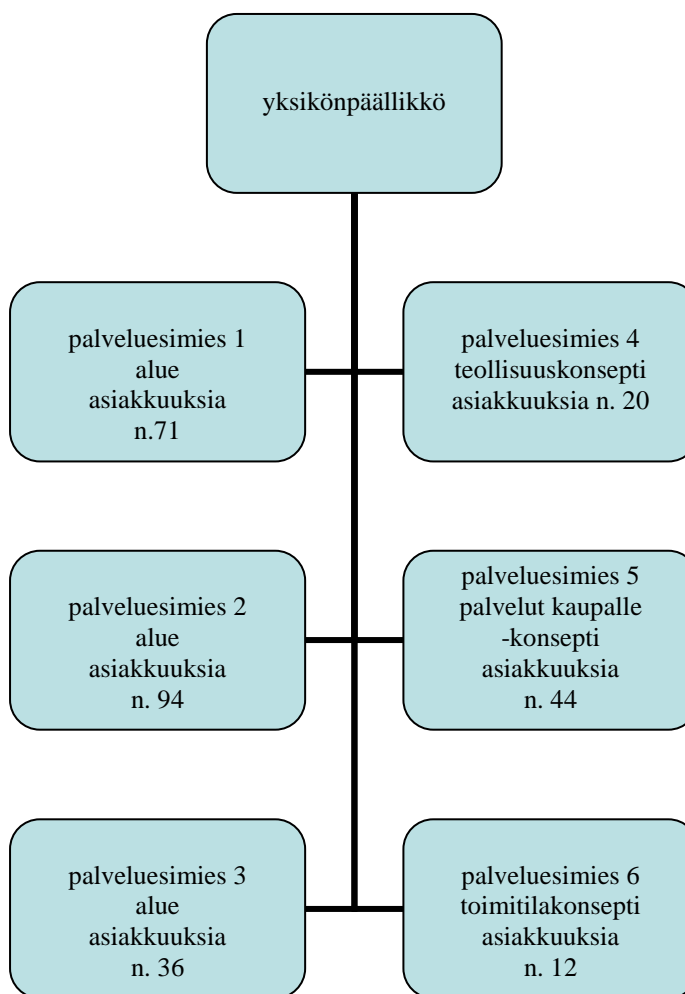 yksikönpäällikkö
palveluesimies 1
alue
asiakkuuksia
n.71
palveluesimies 4
teollisuuskonsepti
asiakkuuksia n. 20
palveluesimies 2
alue
asiakkuuksia
n. 94
palveluesimies 5
palvelut kaupalle
-konsepti
asiakkuuksia
n. 44
palveluesimies 3
alue
asiakkuuksia
n. 36
palveluesimies 6
toimitilakonsepti
asiakkuuksia
n. 12